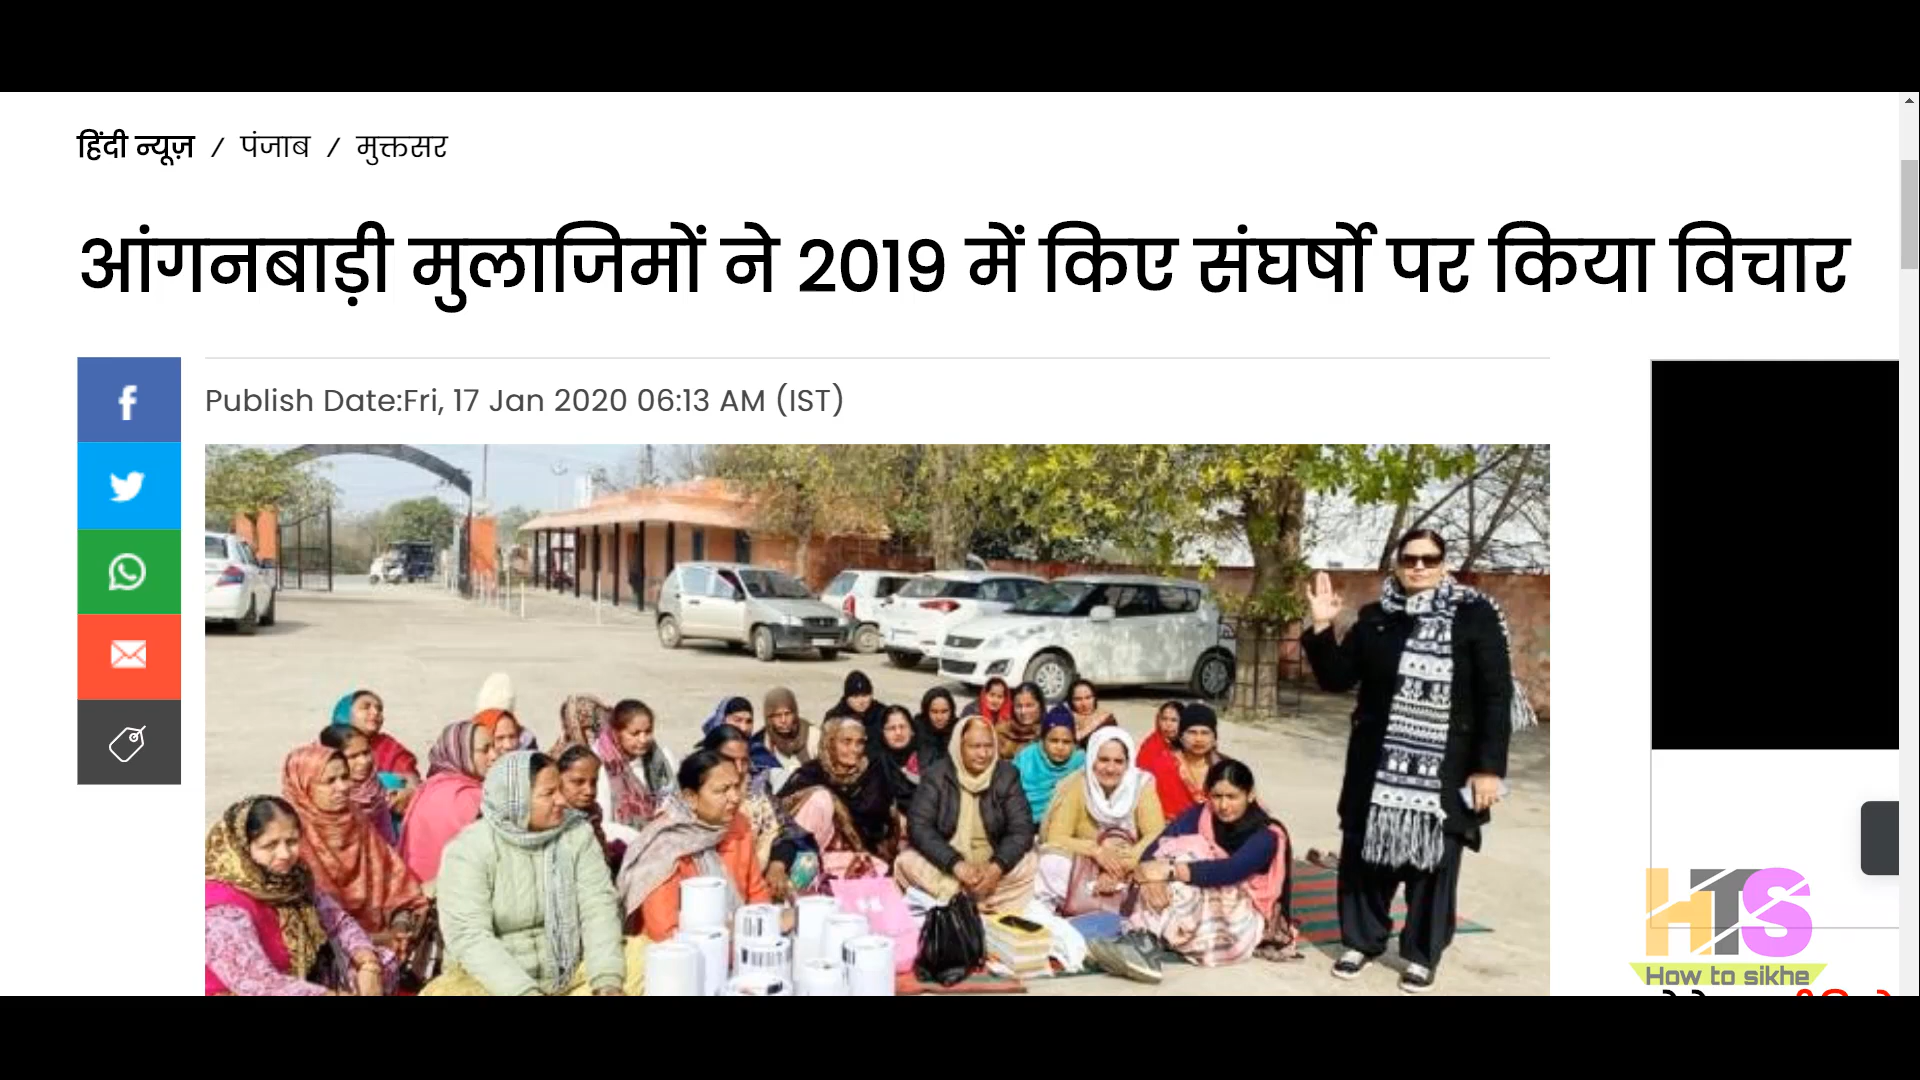 हिंदी न्यूज़ / पंजाब / मुक्तसर
आंगनबाड़ी मुलाजिमों ने 2019 में किए संघर्षो पर किया विचार
Publish Date:Fri, 17 Jan 2020 06:13 AM (IST)
HTS
How to sikhe